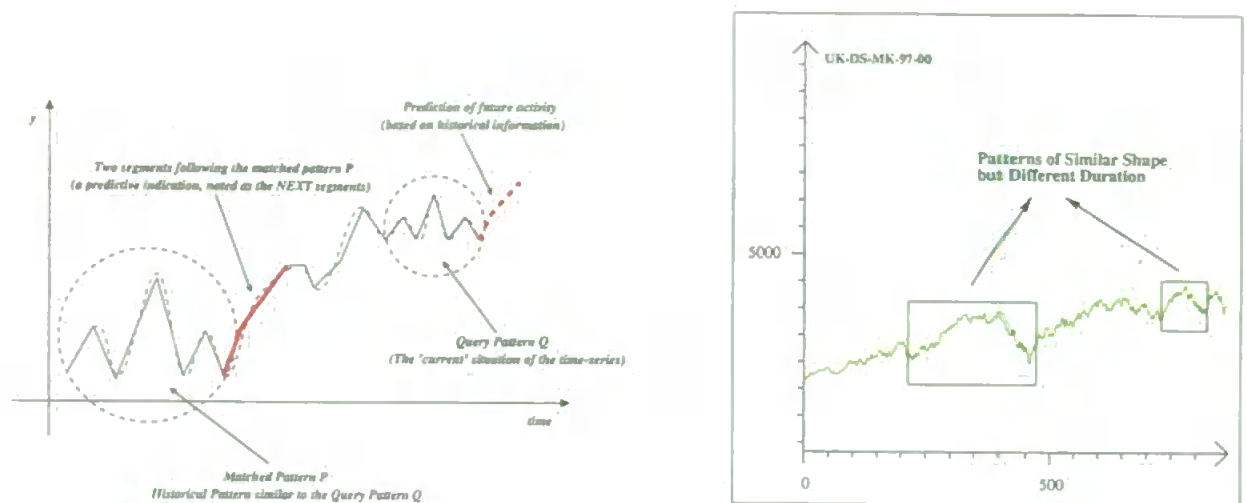 y
Prediction of future activity
(based on historical information)
Two segments following the matched pattern P
(a predictive indication, noted as the NEXT segments)
Query Pattern Q
(The 'current' situation of the time-series)
time
Matched Pattern P
Historical Pattern similar to the Query Pattern Q
UK-DS-MK-97-00
Patterns of Similar Shape
but Different Duration
5000
0
500